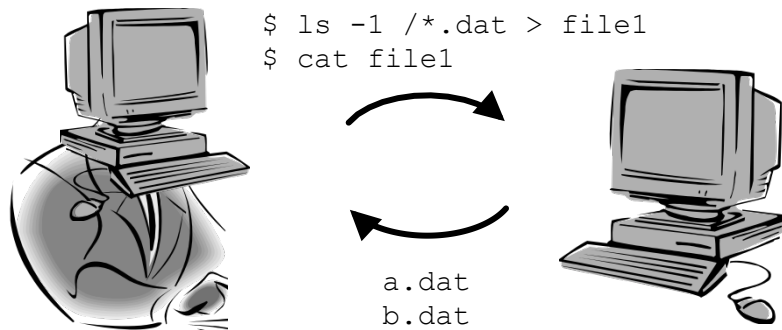 $ ls -1 /*.dat > file1
$ cat file1
a.dat
b.dat